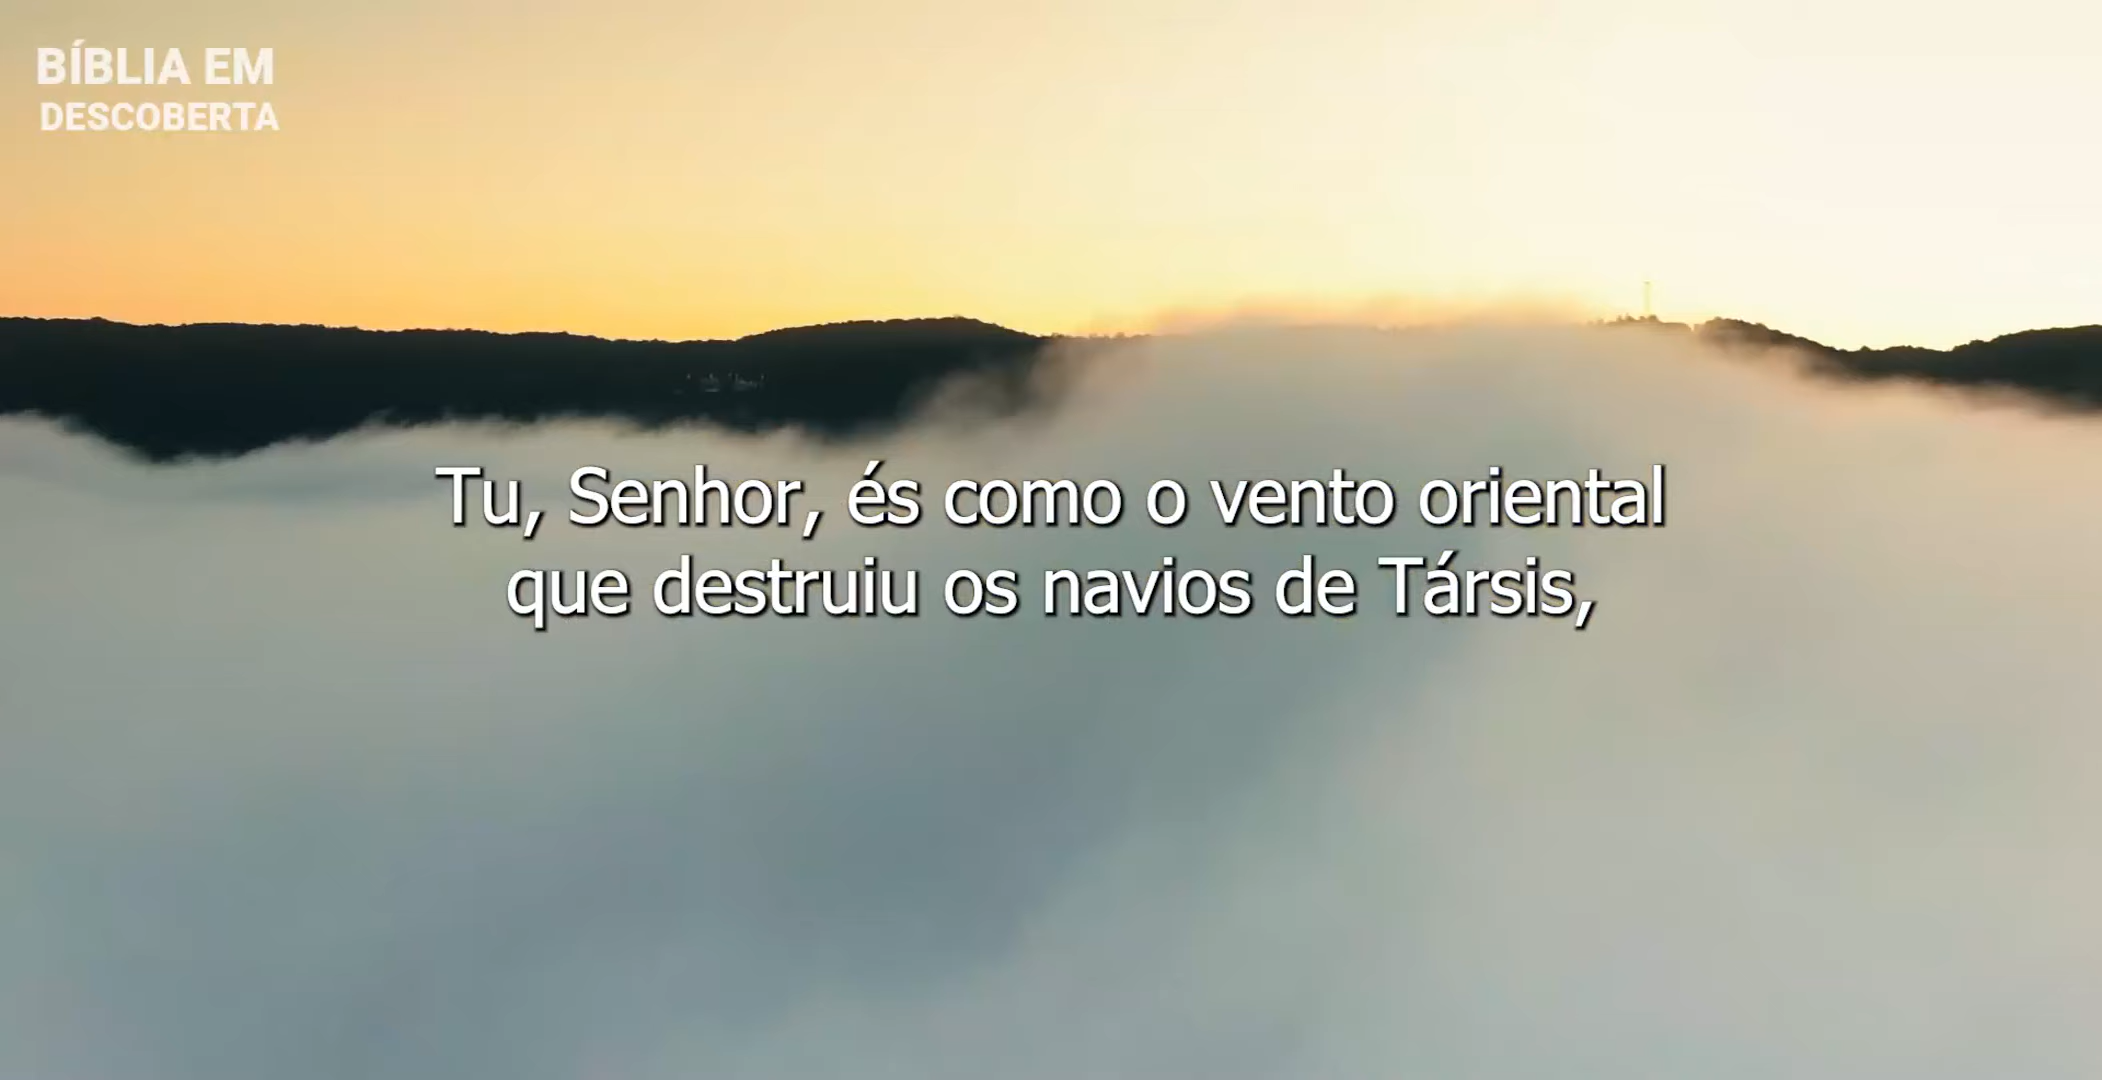 BÍBLIA EM
DESCOBERTA
Tu, Senhor, és como o vento oriental
que destruiu os navios de Társis,